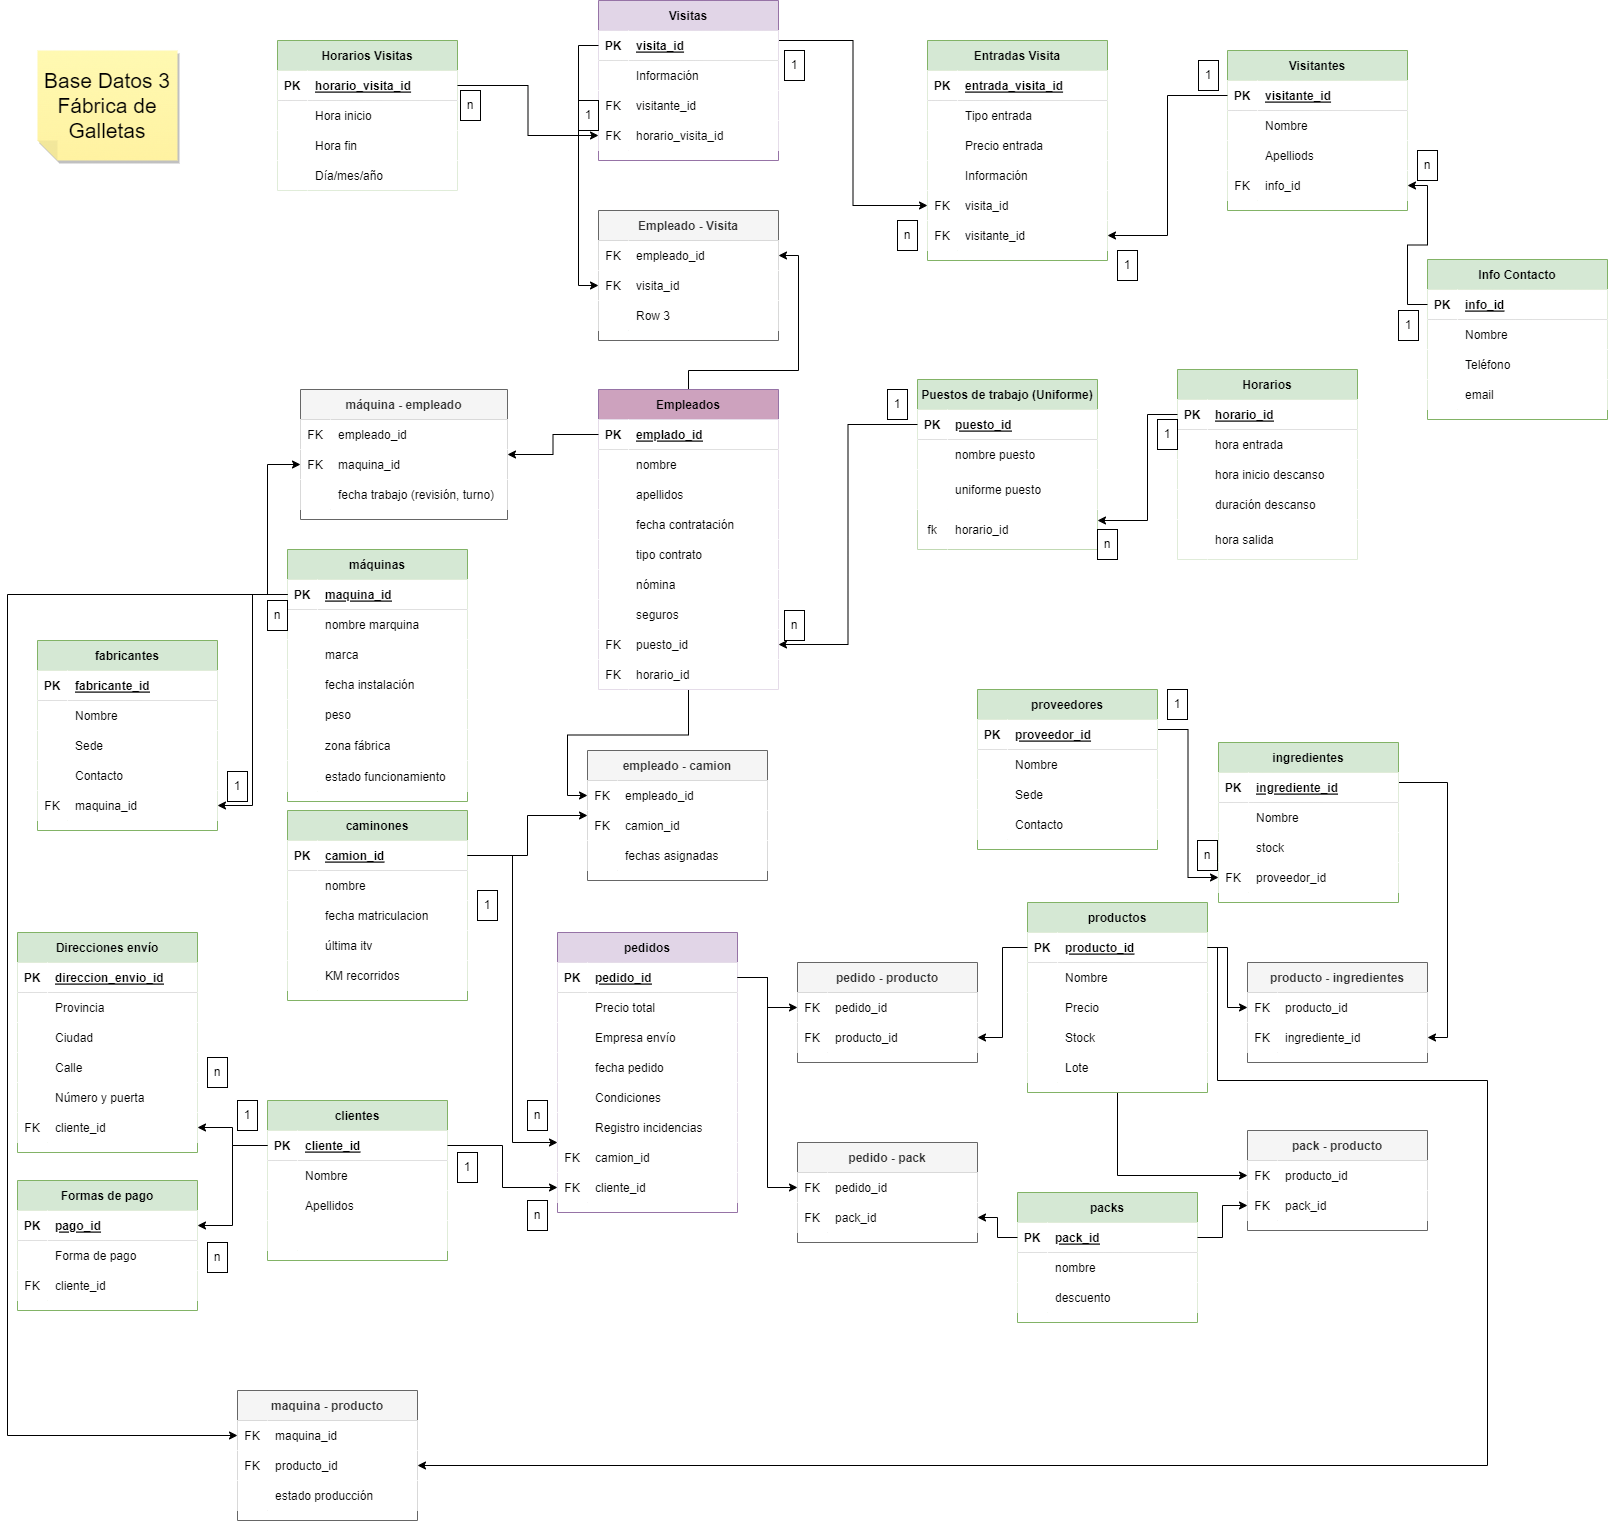 Base Datos 3
Fábrica de
Galletas
Horarios Visitas
PK horario_visita_id
Hora inicio
Hora fin
Día/mes/año
n
1
Visitas
PK visita_id
Información
FK visitante_id
FK horario_visita_id
1
Entradas Visita
PK entrada_visita_id
Tipo entrada
Precio entrada
Información
FK visita_id
FK visitante_id
n
1
1
Visitantes
PK visitante_id
Nombre
Apelliods
FK info_id
n
Info Contacto
PK info_id
Nombre
Teléfono
email
1
Empleado - Visita
FK empleado_id
FK visita_id
Row 3
máquina - empleado
FK empleado_id
FK maquina_id
fecha trabajo (revisión, turno)
Empleados
PK emplado_id
nombre
apellidos
fecha contratación
tipo contrato
nómina
seguros
FK puesto_id
FK horario_id
n
1
Puestos de trabajo (Uniforme)
PK puesto_id
nombre puesto
uniforme puesto
fk horario_id
n
1
Horarios
PK horario_id
hora entrada
hora inicio descanso
duración descanso
hora salida
máquinas
PK maquina_id
nombre marquina
marca
fecha instalación
peso
zona fábrica
estado funcionamiento
n
fabricantes
PK fabricante_id
Nombre
Sede
Contacto
FK maquina_id
1
empleado - camion
FK empleado_id
FK camion_id
fechas asignadas
proveedores
PK proveedor_id
Nombre
Sede
Contacto
1
ingredientes
PK ingrediente_id
Nombre
stock
FK proveedor_id
n
caminones
PK camion_id
nombre
fecha matriculacion
última itv
KM recorridos
1
Direcciones envío
PK direccion_envio_id
Provincia
Ciudad
Calle
Número y puerta
FK cliente_id
n
1
clientes
PK cliente_id
Nombre
Apellidos
1
Formas de pago
PK pago_id
Forma de pago
FK cliente_id
n
pedidos
PK pedido_id
Precio total
Empresa envío
fecha pedido
Condiciones
Registro incidencias
FK camion_id
FK cliente_id
n
n
pedido - producto
FK pedido_id
FK producto_id
productos
PK producto_id
Nombre
Precio
Stock
Lote
producto - ingredientes
FK producto_id
FK ingrediente_id
pedido - pack
FK pedido_id
FK pack_id
packs
PK pack_id
nombre
descuento
pack - producto
FK producto_id
FK pack_id
maquina - producto
FK maquina_id
FK producto_id
estado producción